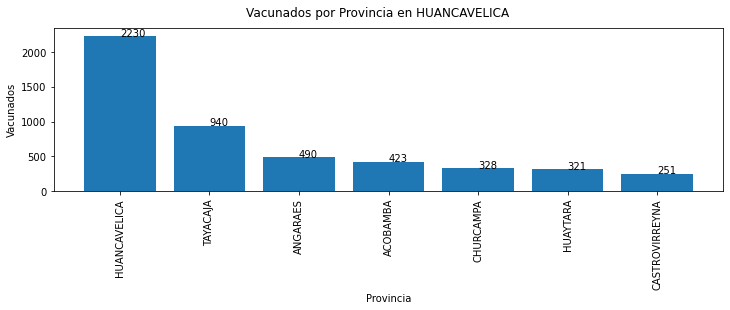 Vacunados por Provincia en HUANCAVELICA
Vacunados
2000
1500
1000
500
0
2230
940
490
423
328
321
251
HUANCAVELICA
TAYACAJA
ANGARAES
ACOBAMBA
CHURCAMPA
HUAYTARA
CASTROVIRREYNA
Provincia